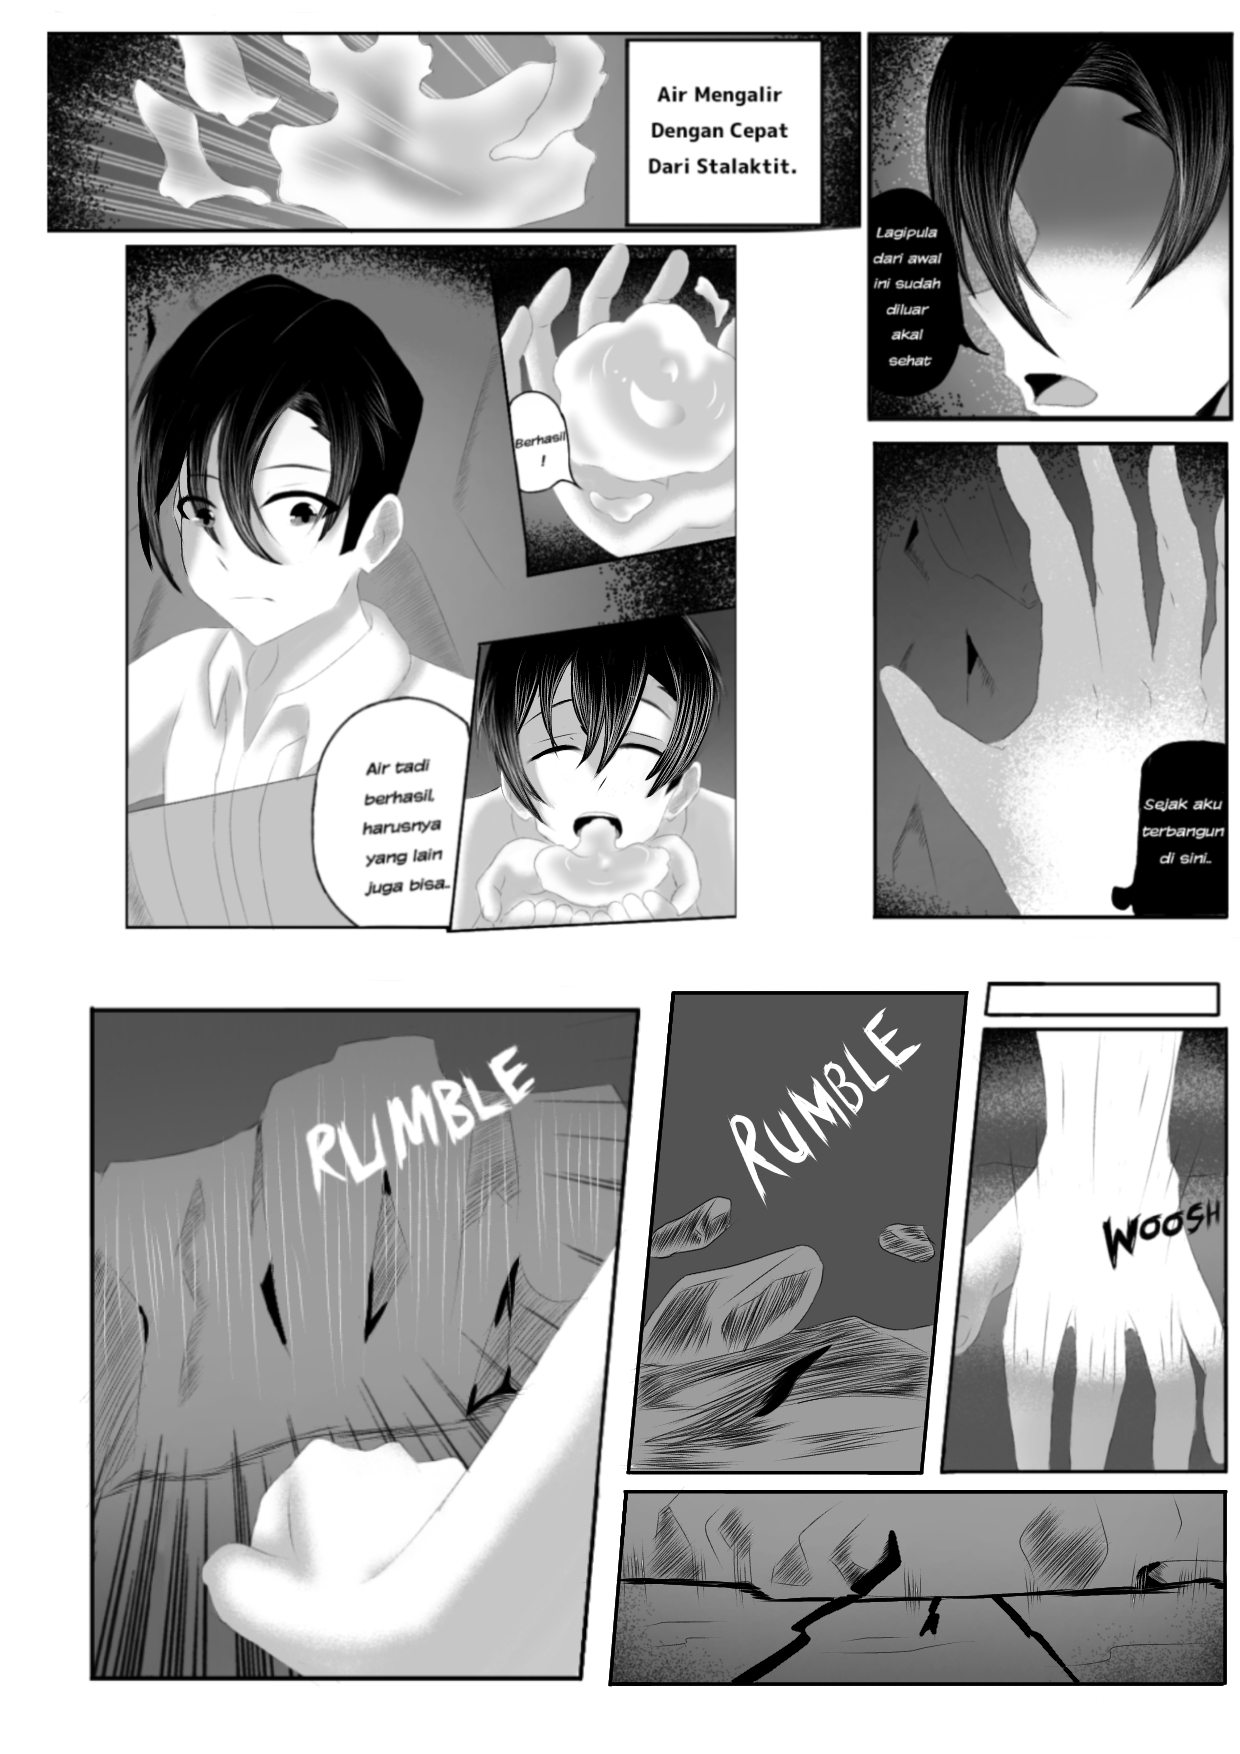 Lagipula
dari awal
ini sudah
diluar
akal
sehat
Air Mengalir
Dengan Cepat
Dari Stalaktit.
Sejak aku
terbangun
di sini..
Berhasil
!
Air tadi
berhasil,
harusnya
yang lain
juga bisa..
WOOSH
RUMBLE
RUMBLE